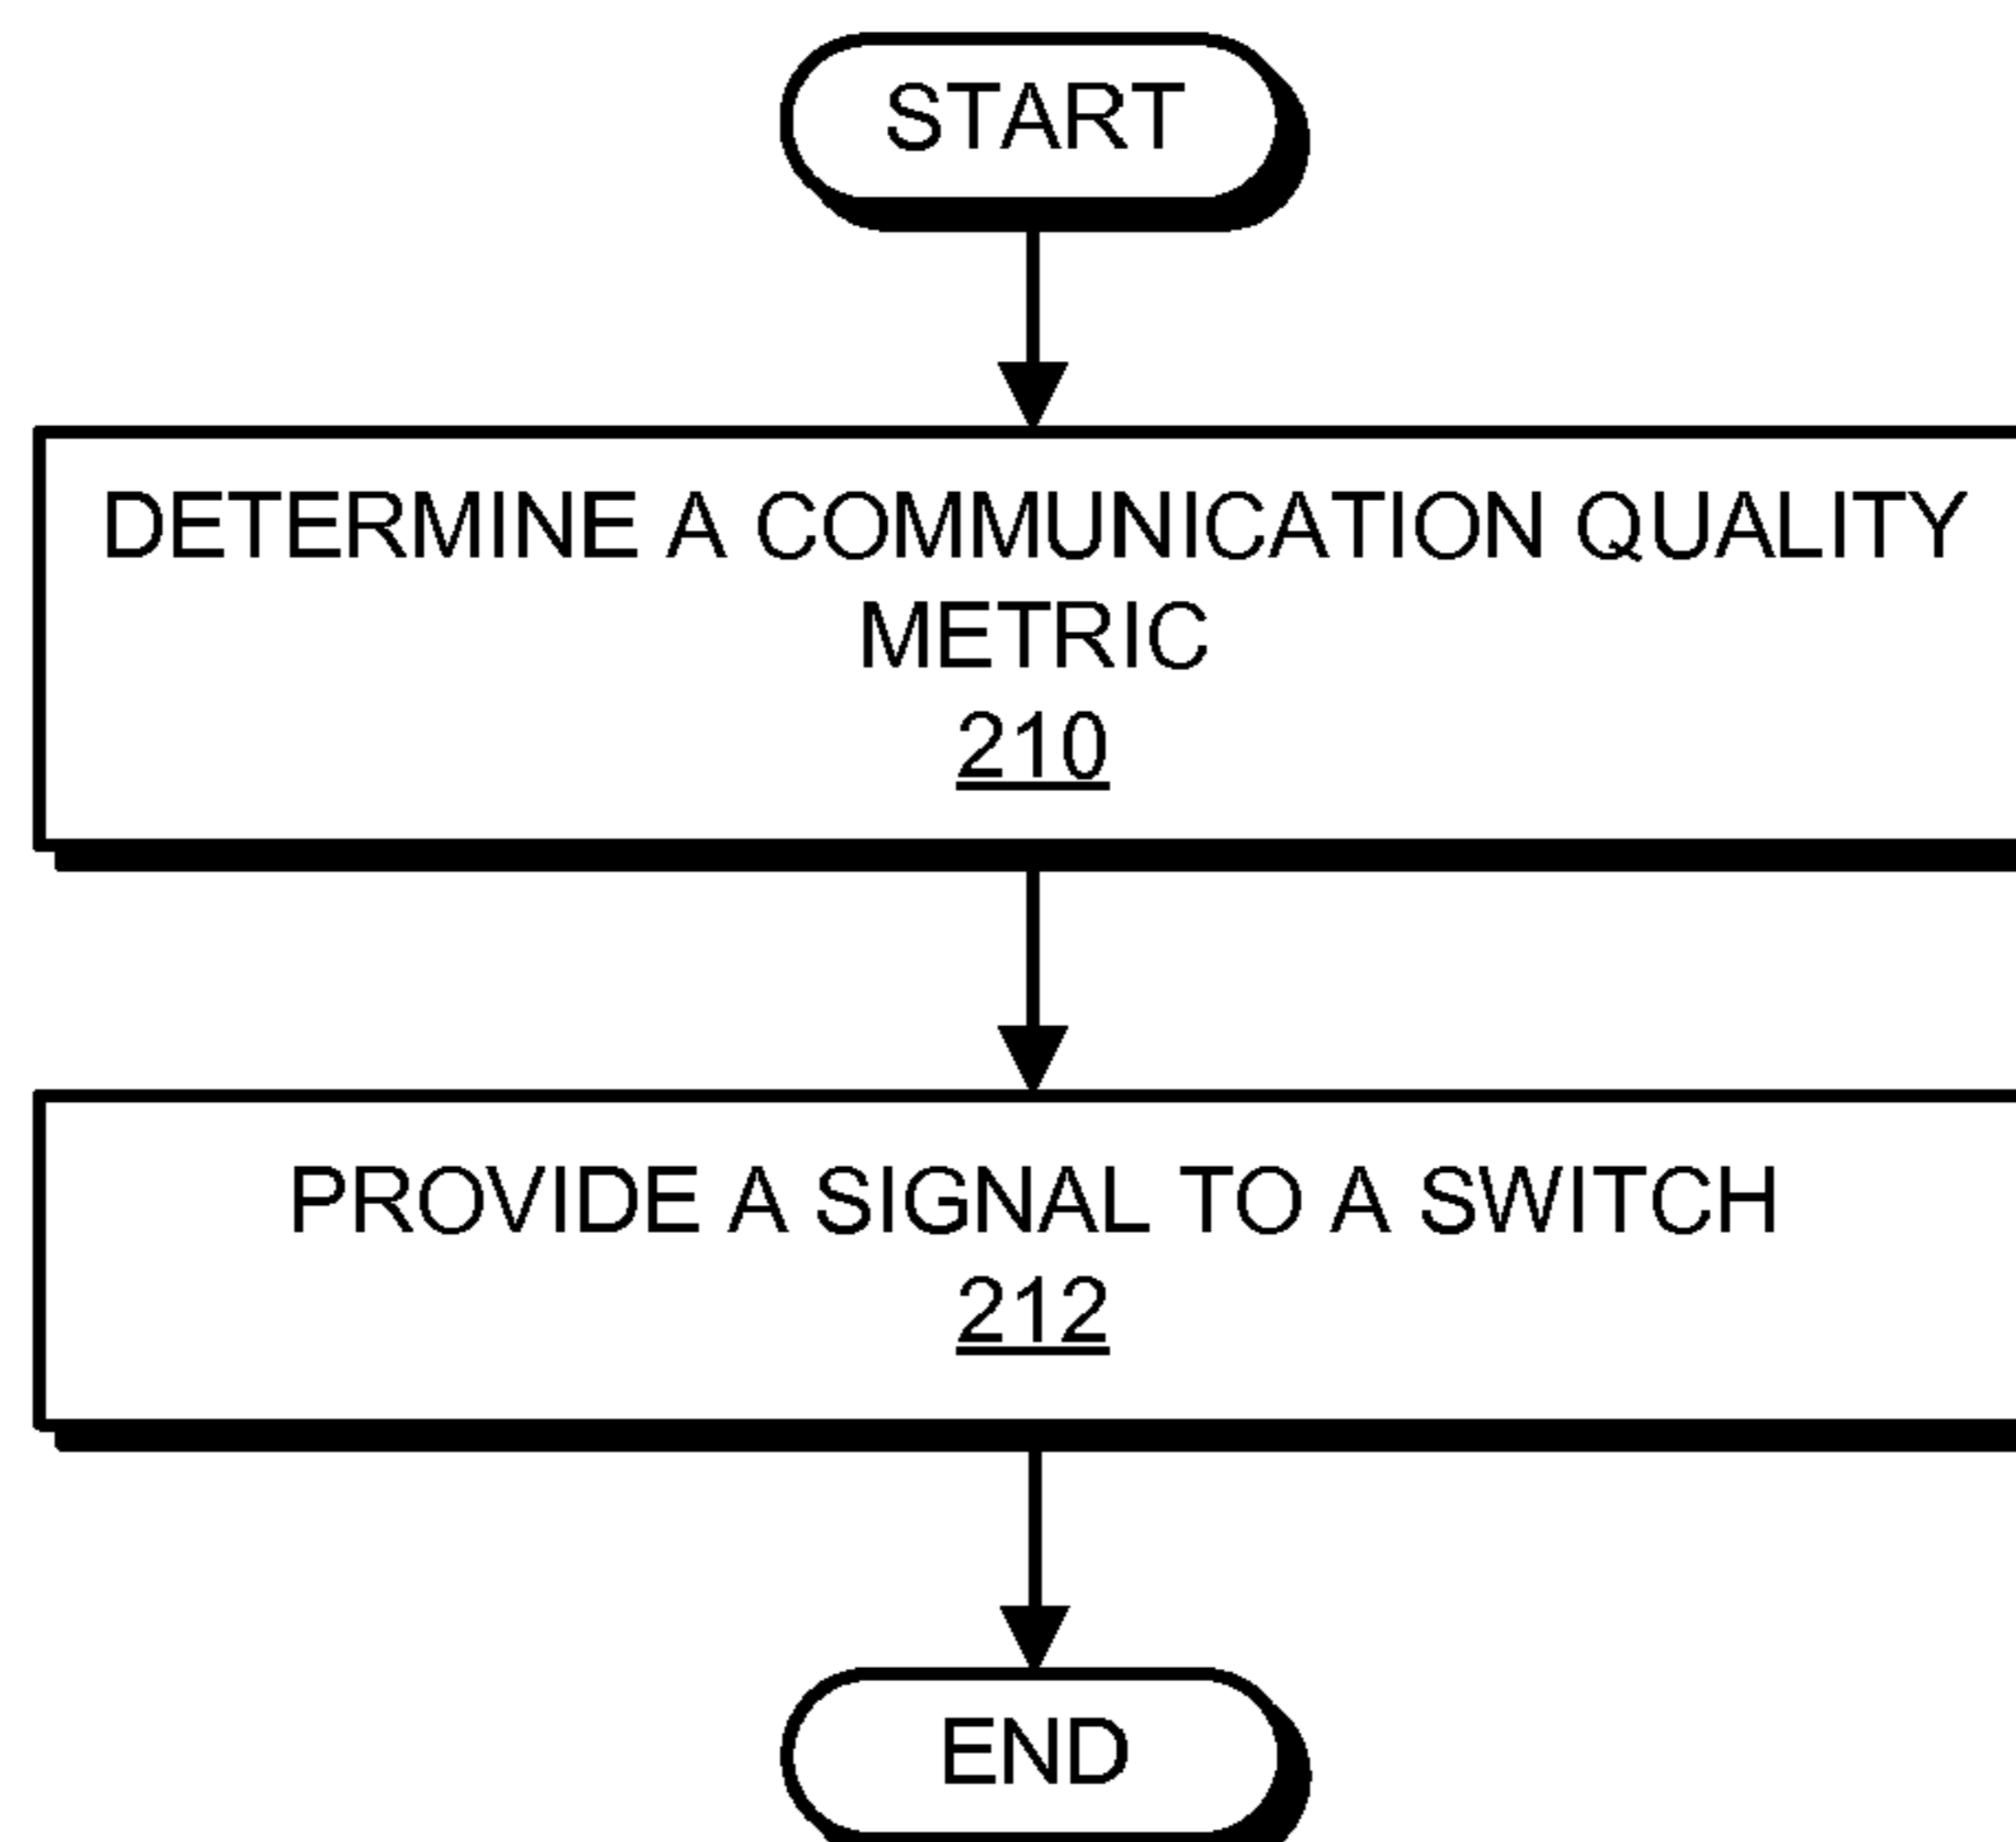 START
DETERMINE A COMMUNICATION QUALITY
METRIC
210
PROVIDE A SIGNAL TO A SWITCH
212
END